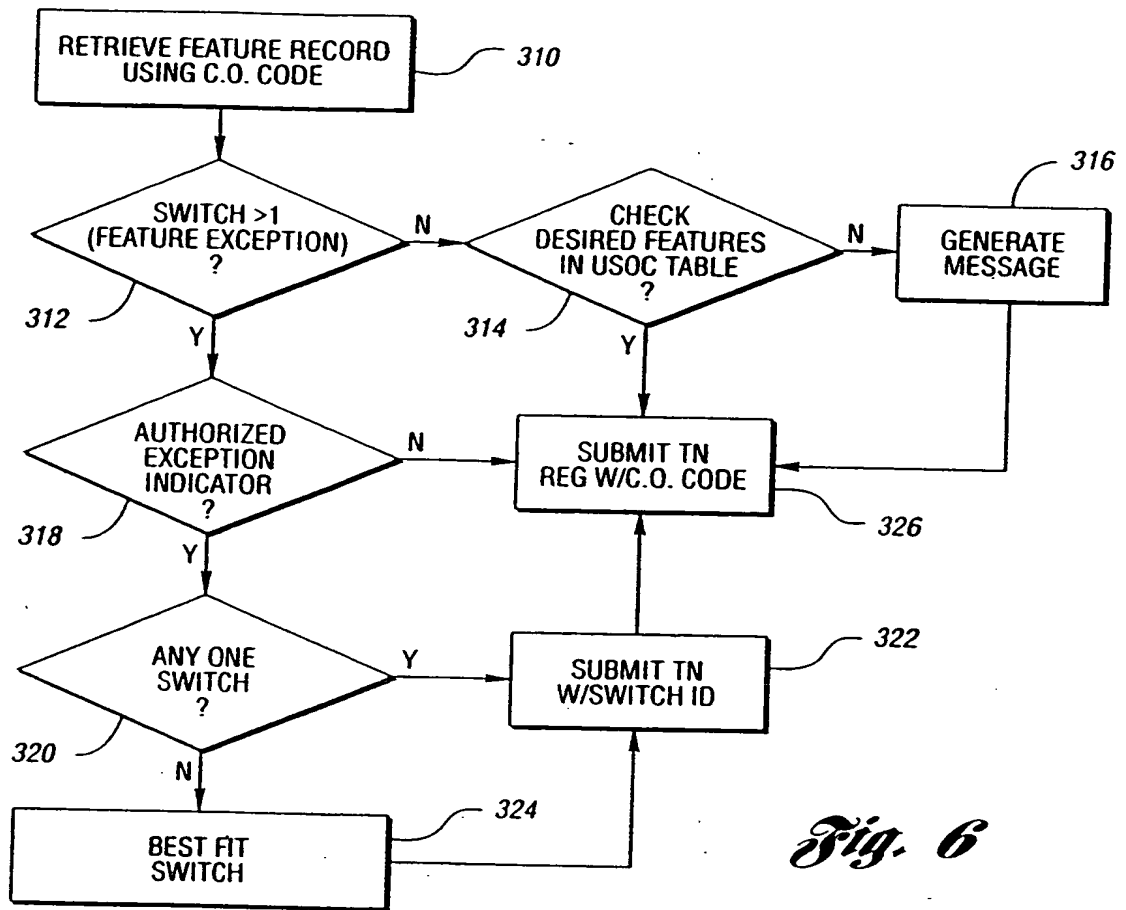 RETRIEVE FEATURE RECORD
USING C.O. CODE
310
SWITCH >1
(FEATURE EXCEPTION)
?
312
N
Y
CHECK
DESIRED FEATURES
IN USOC TABLE
?
314
N
Y
316
GENERATE
MESSAGE
AUTHORIZED
EXCEPTION
INDICATOR
?
318
N
Y
SUBMIT TN
REG W/C.O. CODE
326
ANY ONE
SWITCH
?
320
Y
N
SUBMIT TN
W/SWITCH ID
322
BEST FIT
SWITCH
324
Fig. 6